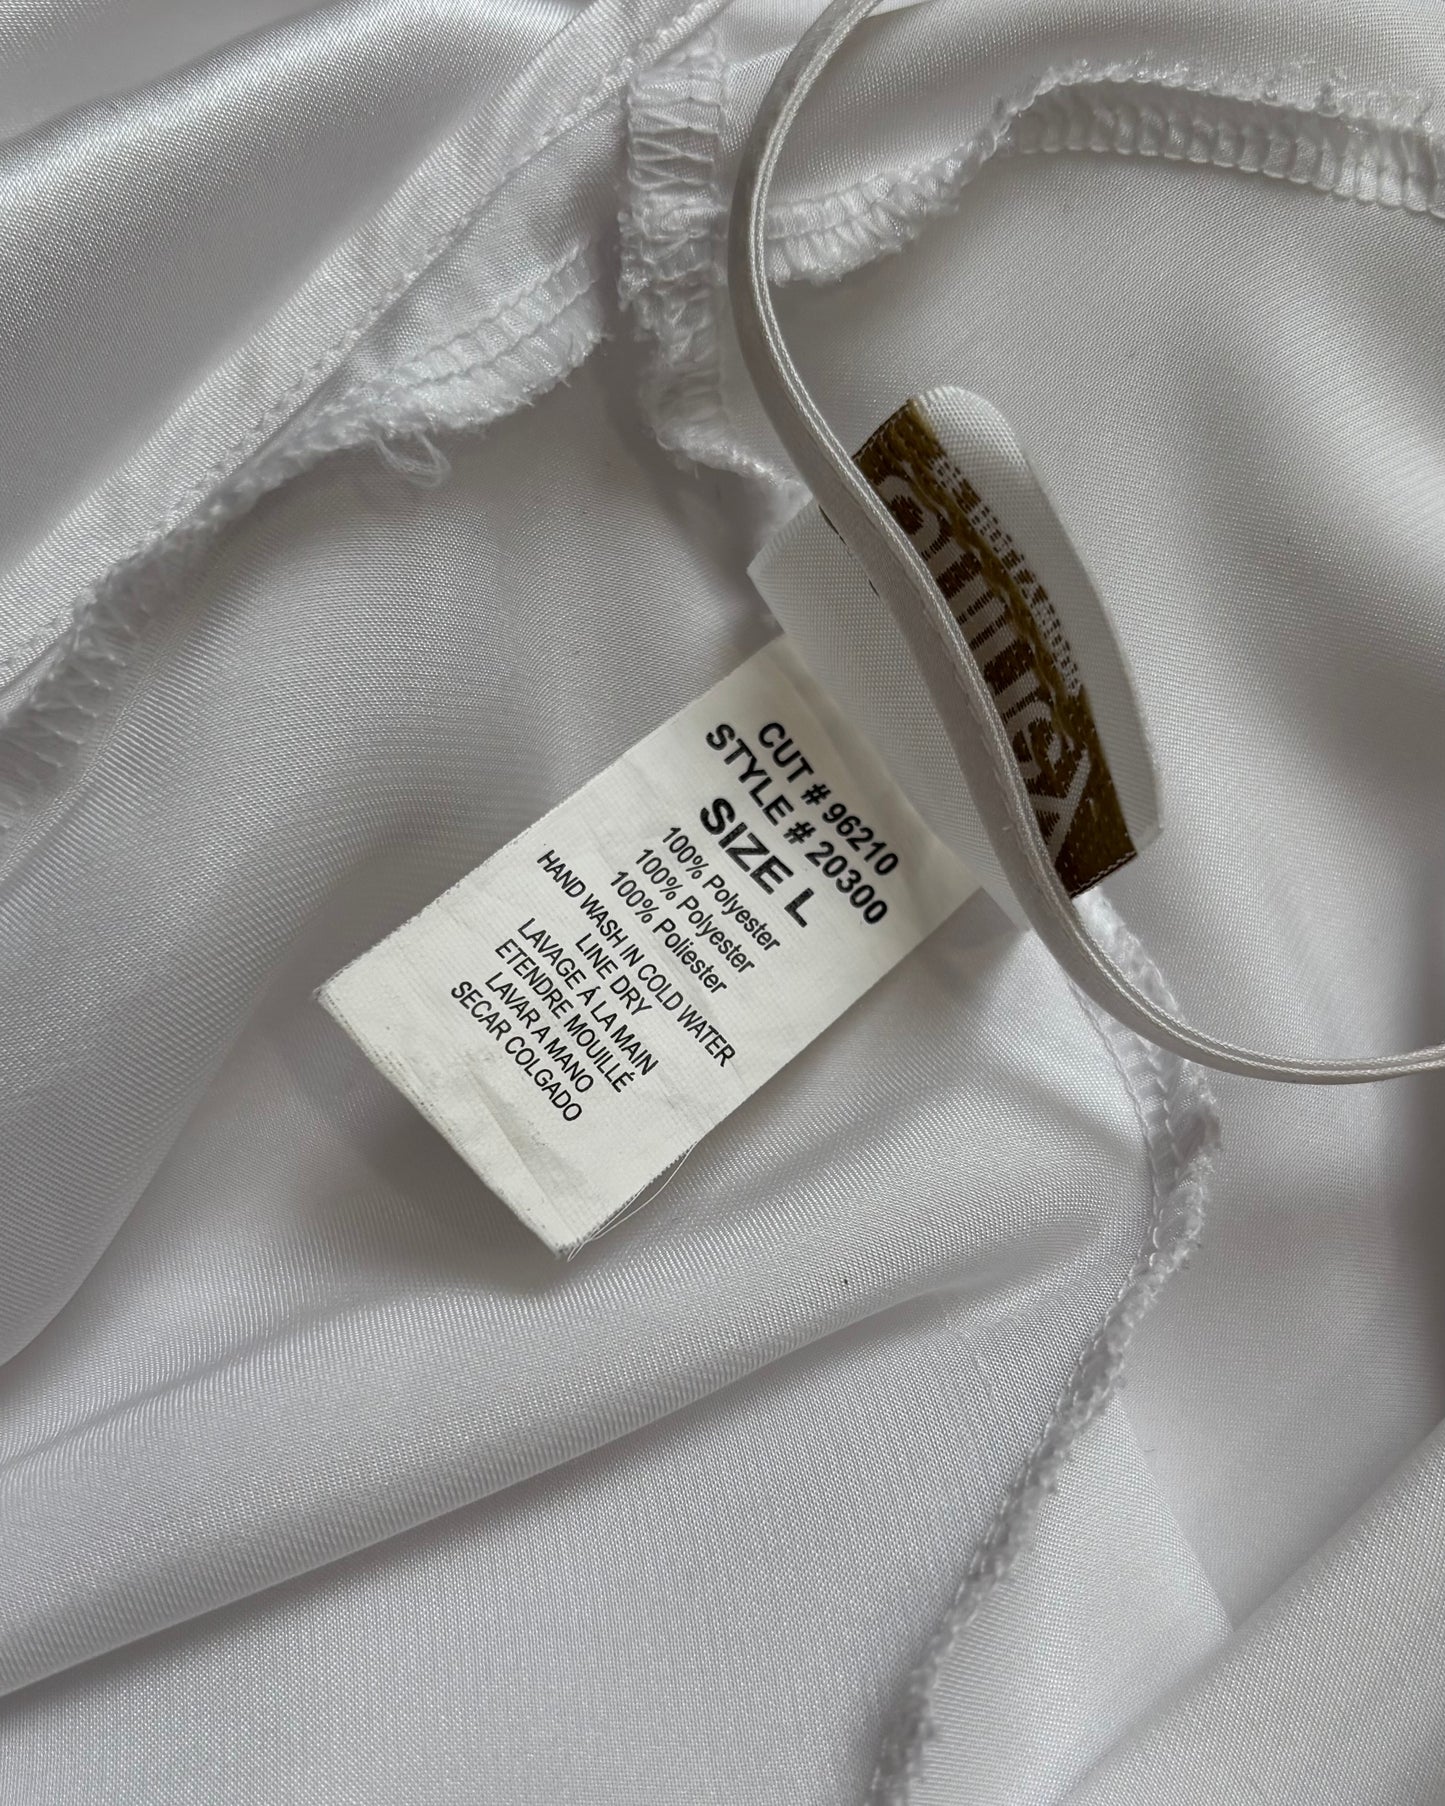 CUT # 96210
STYLE # 20300
SIZE L
100% Polyester
100% Polyester
100% Poliester
HAND WASH IN COLD WATER
LINE DRY
LAVAGE Á LA MAIN
ETENDRE MOUILLÉ
LAVAR A MANO
SECAR COLGADO